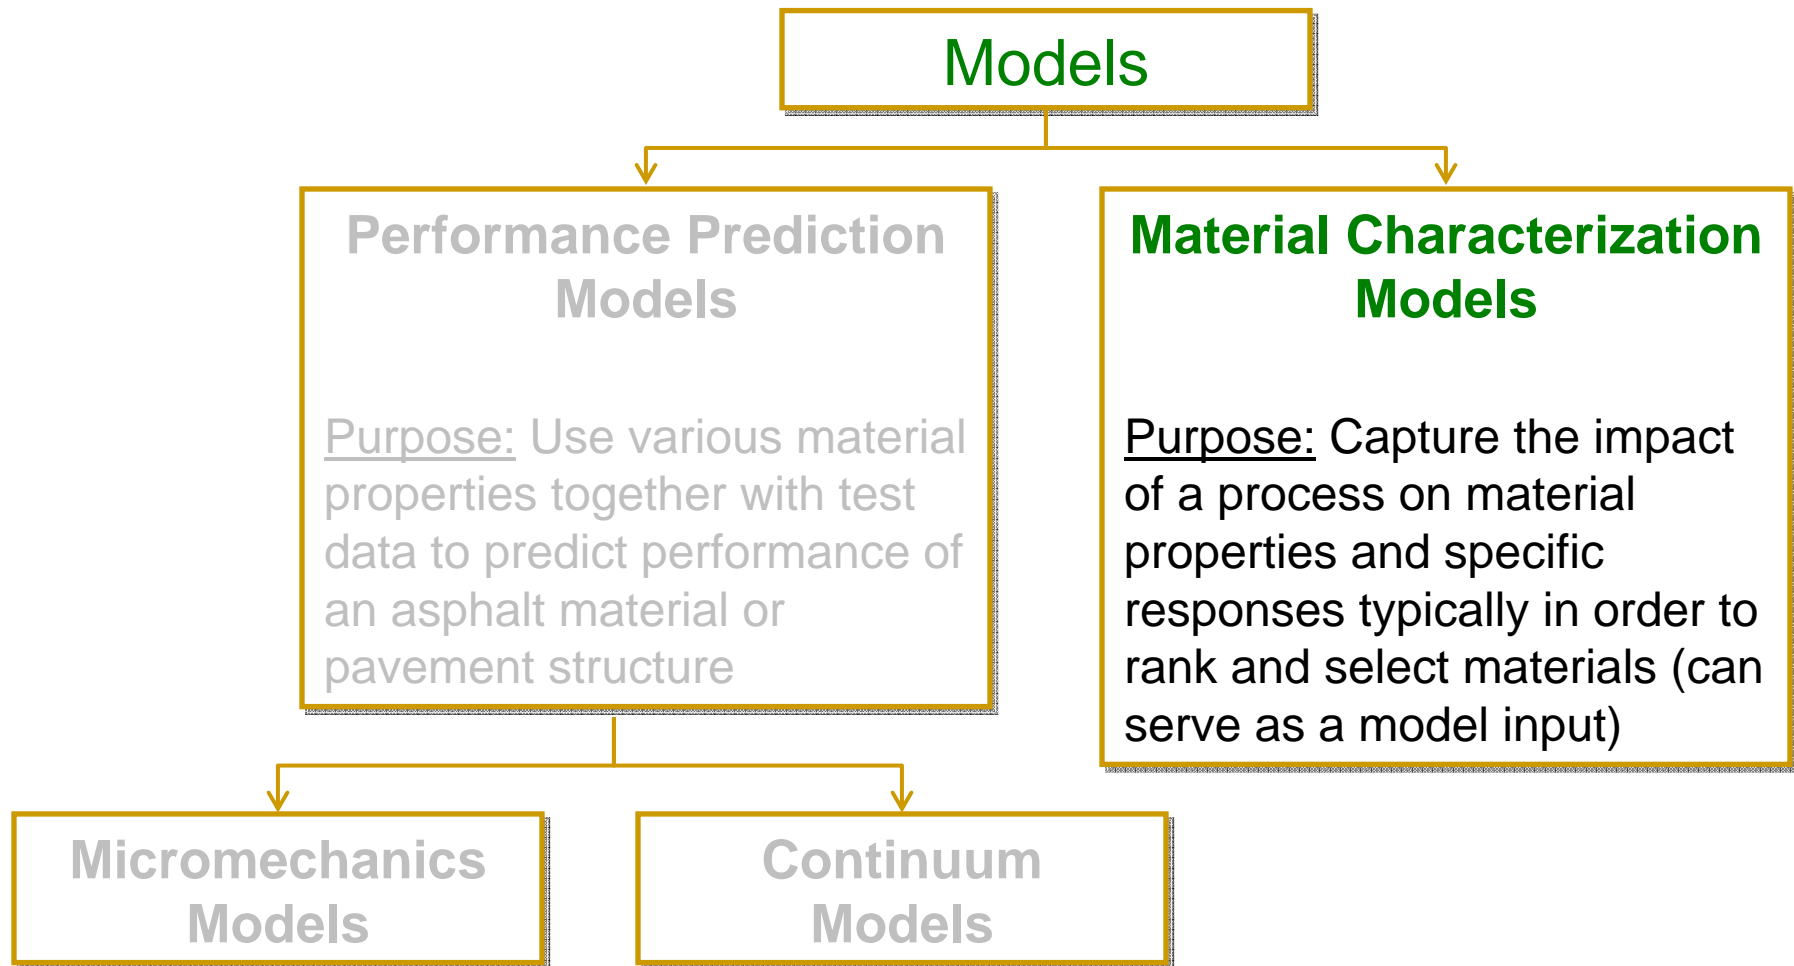 Models
Performance Prediction
Models
Purpose: Use various material
properties together with test
data to predict performance of
an asphalt material or
pavement structure
Material Characterization
Models
Purpose: Capture the impact
of a process on material
properties and specific
responses typically in order to
rank and select materials (can
serve as a model input)
Micromechanics
Models
Continuum
Models